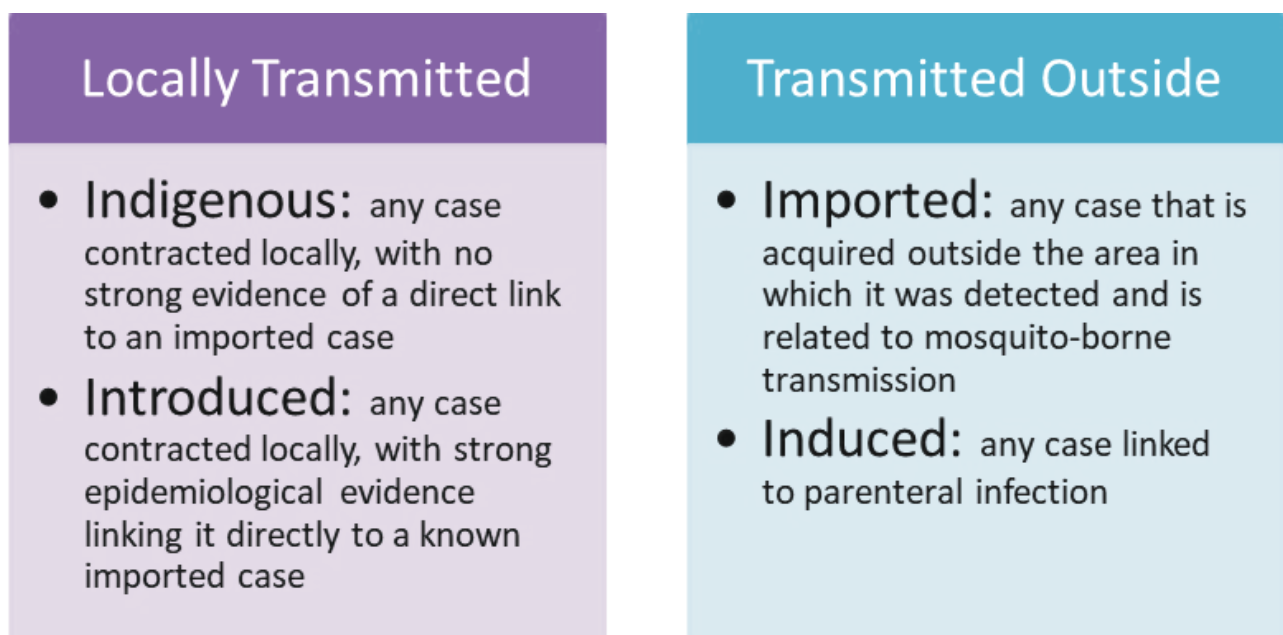 Locally Transmitted
• Indigenous: any case
contracted locally, with no
strong evidence of a direct link
to an imported case
• Introduced: any case
contracted locally, with strong
epidemiological evidence
linking it directly to a known
imported case
Transmitted Outside
• Imported: any case that is
acquired outside the area in
which it was detected and is
related to mosquito-borne
transmission
• Induced: any case linked
to parenteral infection